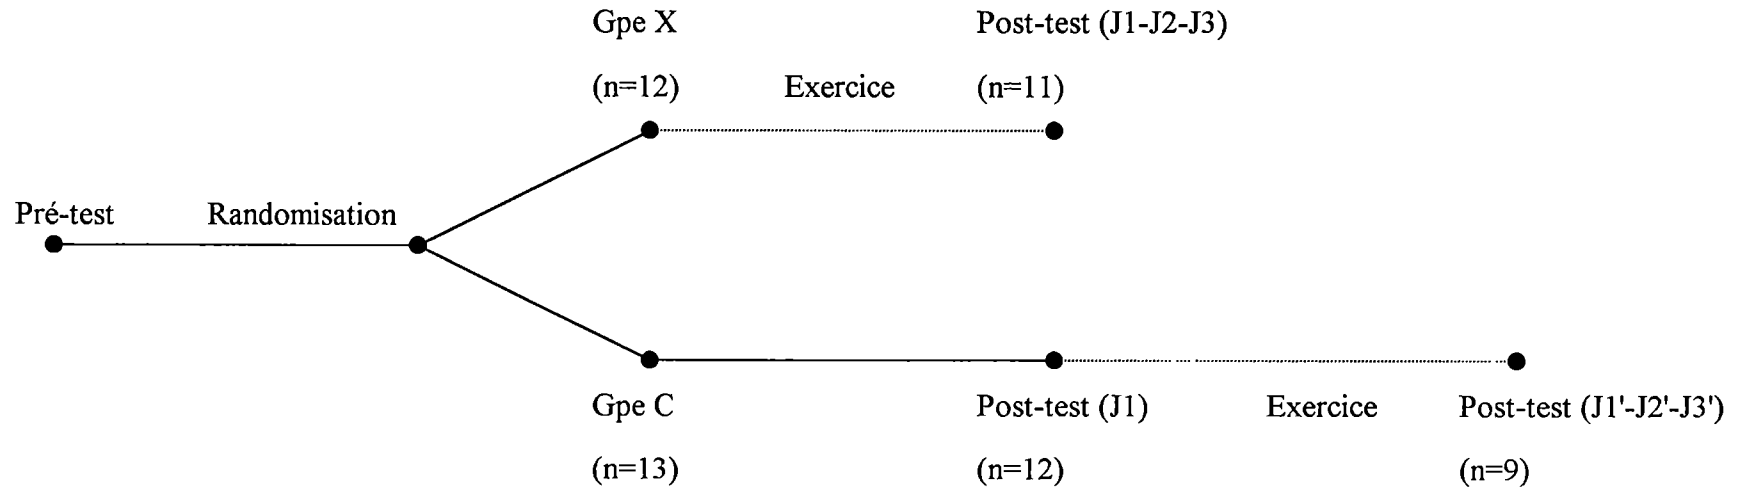 Gpe X Post-test (J1-J2-J3)
(n=12) Exercice (n=11)
Pré-test Randomisation
Gpe C Post-test (J1) Exercice Post-test (J1'-J2'-J3')
(n=13) (n=12) (n=9)